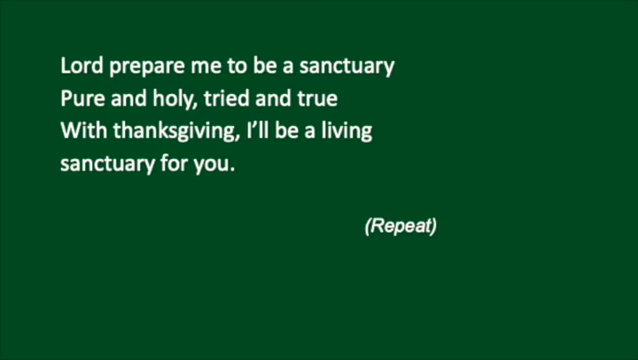 Lord prepare me to be a sanctuary
Pure and holy, tried and true
With thanksgiving, I’ll be a living
sanctuary for you.
(Repeat)